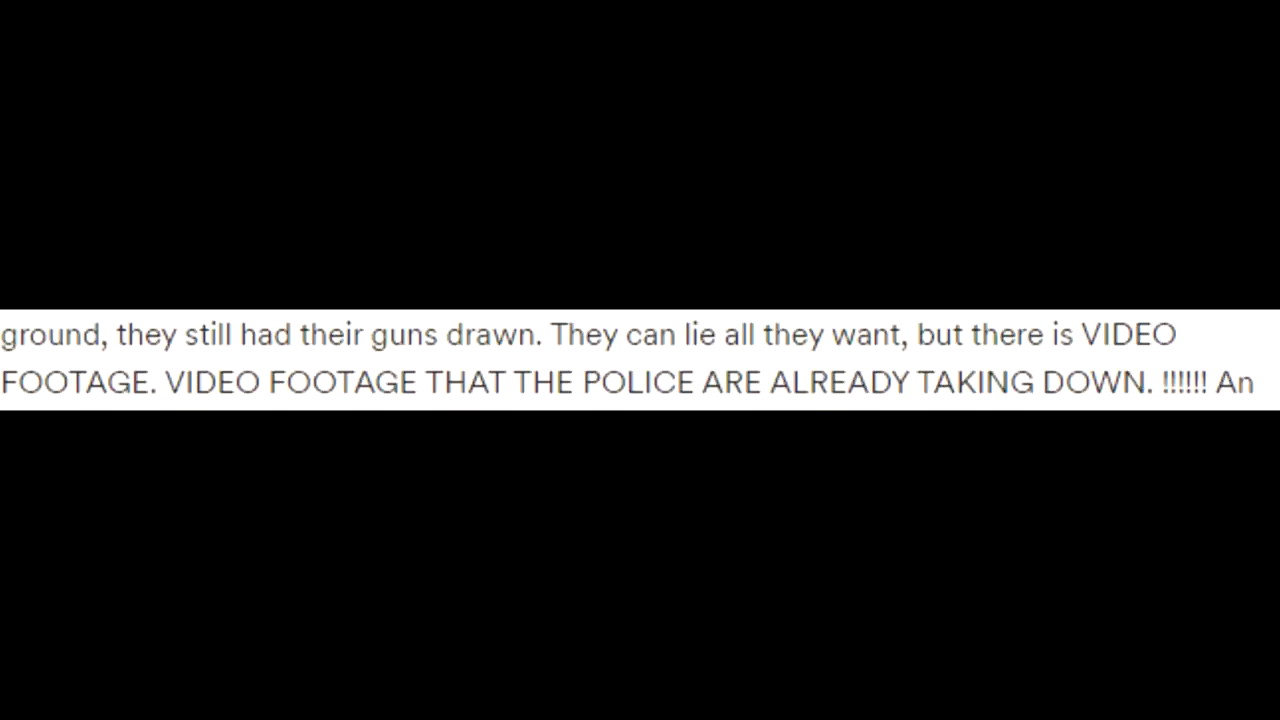 ground, they still had their guns drawn. They can lie all they want, but there is VIDEO
FOOTAGE. VIDEO FOOTAGE THAT THE POLICE ARE ALREADY TAKING DOWN. !!!!!! An